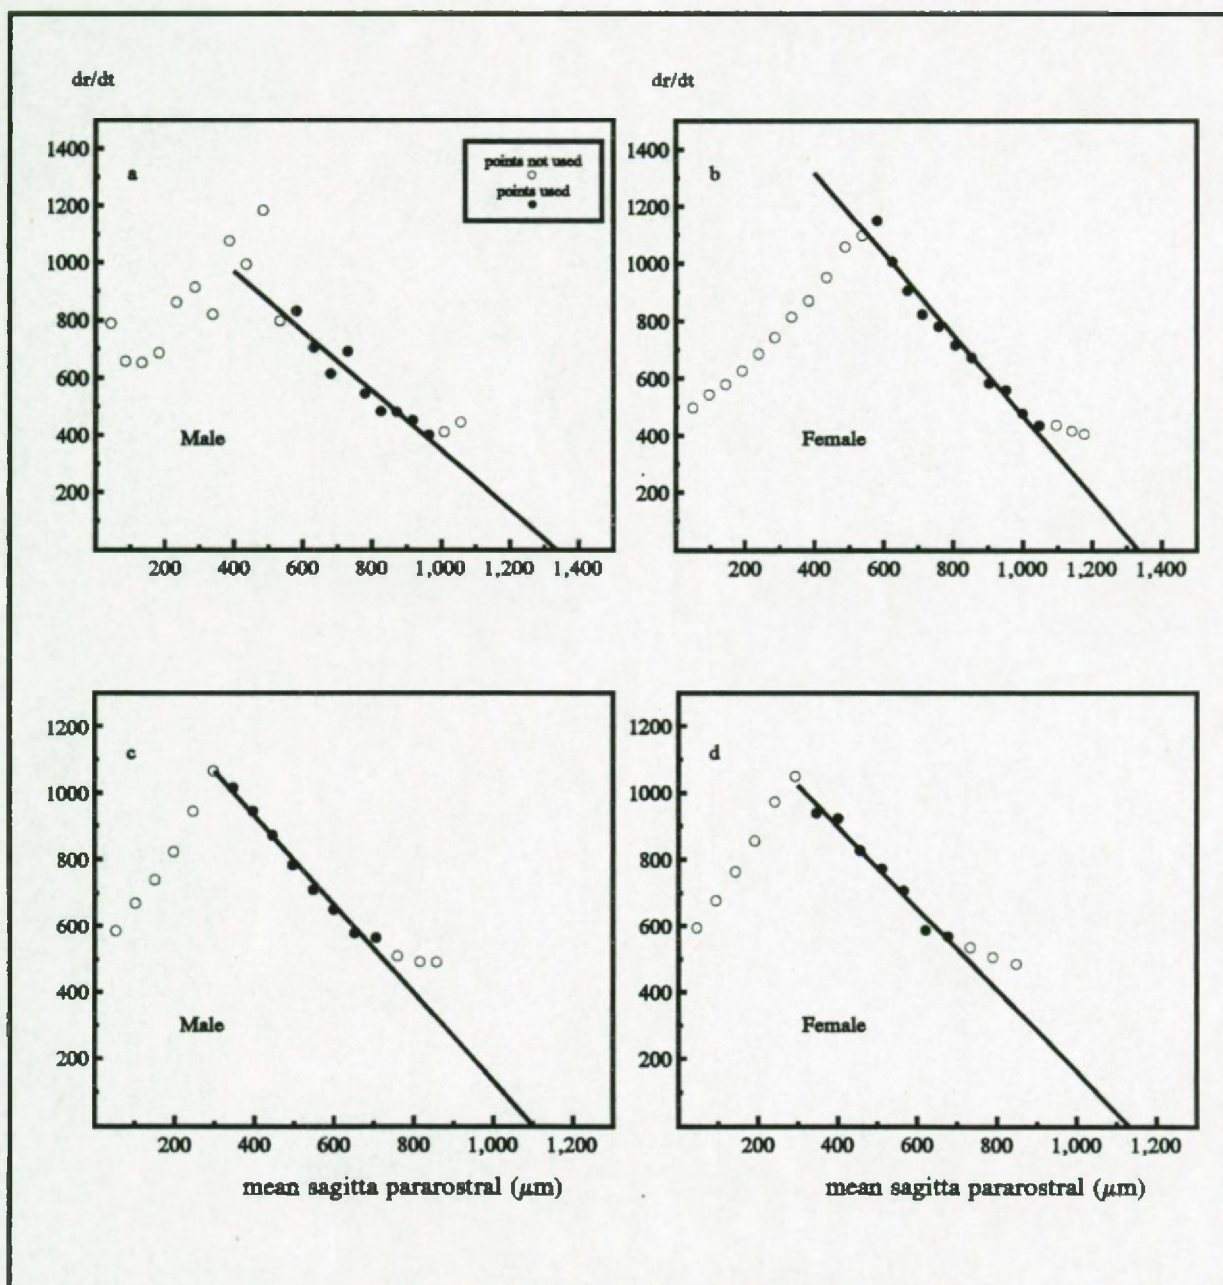 dr/dt
dr/dt
1400
1200
1000
800
600
400
200
a
points not used
points used
Male
200 400 600 800 1,000 1,200 1,400
1400
1200
1000
800
600
400
200
b
Female
200 400 600 800 1,000 1,200 1,400
1200
1000
800
600
400
200
c
Male
200 400 600 800 1,000 1,200
mean sagitta pararostral (μm)
1200
1000
800
600
400
200
d
Female
200 400 600 800 1,000 1,200
mean sagitta pararostral (μm)